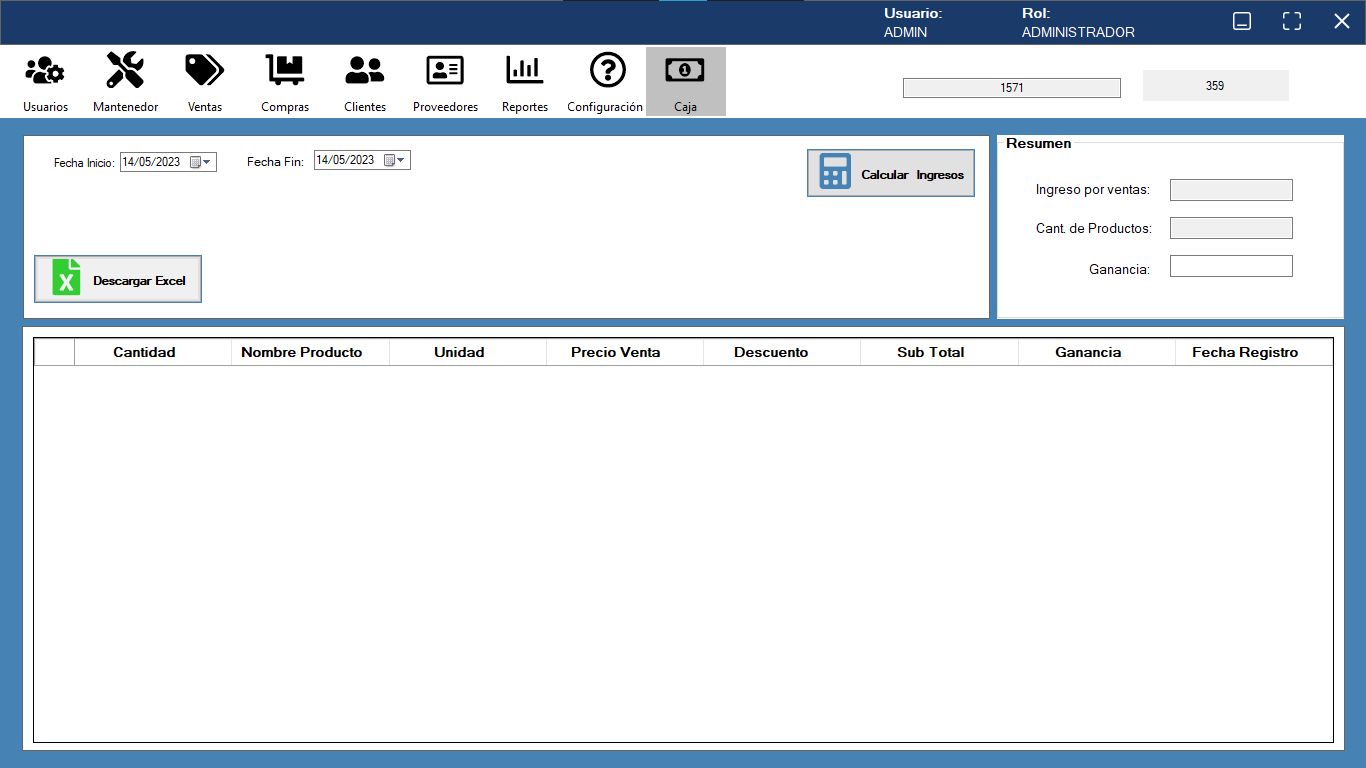 Usuario: Rol:
ADMIN ADMINISTRADOR
Usuarios Mantenedor Ventas Compras Clientes Proveedores Reportes Configuración Caja
1571 359
Fecha Inicio: 14/05/2023 Fecha Fin: 14/05/2023
Calcular Ingresos
Descargar Excel
Resumen
Ingreso por ventas:
Cant. de Productos:
Ganancia:
Cantidad Nombre Producto Unidad Precio Venta Descuento Sub Total Ganancia Fecha Registro